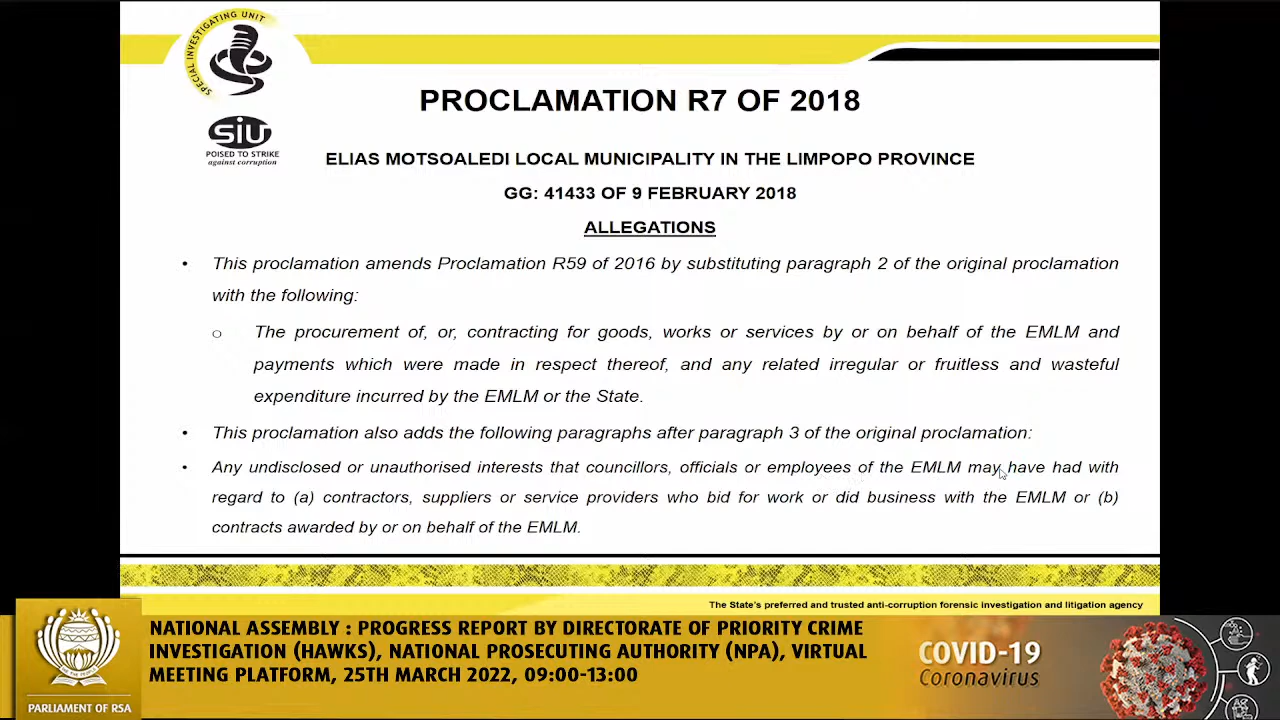 SPECIAL INVESTIGATING UNIT
SIU
POISED TO STRIKE
against corruption
PROCLAMATION R7 OF 2018
ELIAS MOTSOALEDI LOCAL MUNICIPALITY IN THE LIMPOPO PROVINCE
GG: 41433 OF 9 FEBRUARY 2018
ALLEGATIONS
• This proclamation amends Proclamation R59 of 2016 by substituting paragraph 2 of the original proclamation
with the following:
o The procurement of, or, contracting for goods, works or services by or on behalf of the EMLM and
payments which were made in respect thereof, and any related irregular or fruitless and wasteful
expenditure incurred by the EMLM or the State.
• This proclamation also adds the following paragraphs after paragraph 3 of the original proclamation:
• Any undisclosed or unauthorised interests that councillors, officials or employees of the EMLM may have had with
regard to (a) contractors, suppliers or service providers who bid for work or did business with the EMLM or (b)
contracts awarded by or on behalf of the EMLM.
The State's preferred and trusted anti-corruption forensic investigation and litigation agency
NATIONAL ASSEMBLY : PROGRESS REPORT BY DIRECTORATE OF PRIORITY CRIME
INVESTIGATION (HAWKS), NATIONAL PROSECUTING AUTHORITY (NPA), VIRTUAL
MEETING PLATFORM, 25TH MARCH 2022, 09:00-13:00
PARLIAMENT OF RSA
COVID-19
Coronavirus